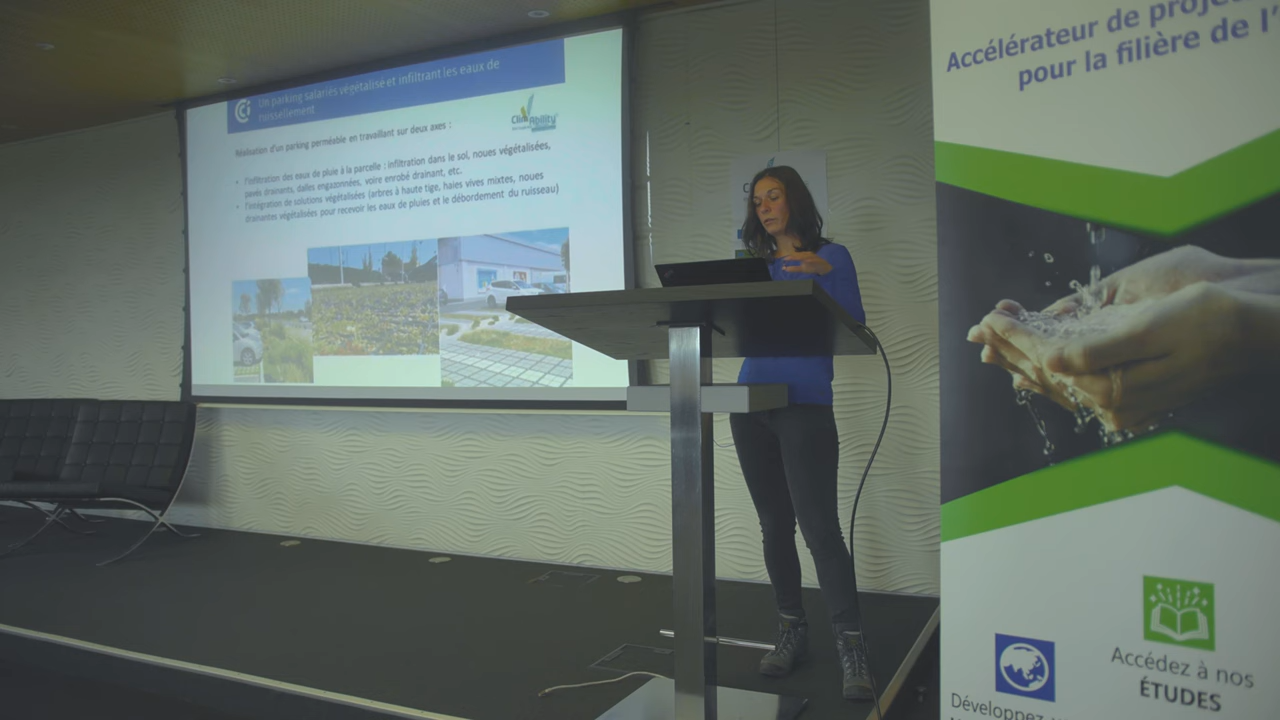 Un parking salariés végétalisé et infiltrant les eaux de
ruissellement
Clim'Ability
Réalisation d'un parking perméable en travaillant sur deux axes :
• l'infiltration des eaux de pluie à la parcelle : infiltration dans le sol, noues végétalisées,
pavés drainants, dalles engazonnées, voire enrobé drainant, etc.
• l'intégration de solutions végétalisées (arbres à haute tige, haies vives mixtes, noues
drainantes végétalisées pour recevoir les eaux de pluies et le débordement du ruisseau)
Accélérateur de
pour la filière de l'
Accédez à nos
ÉTUDES
Développez